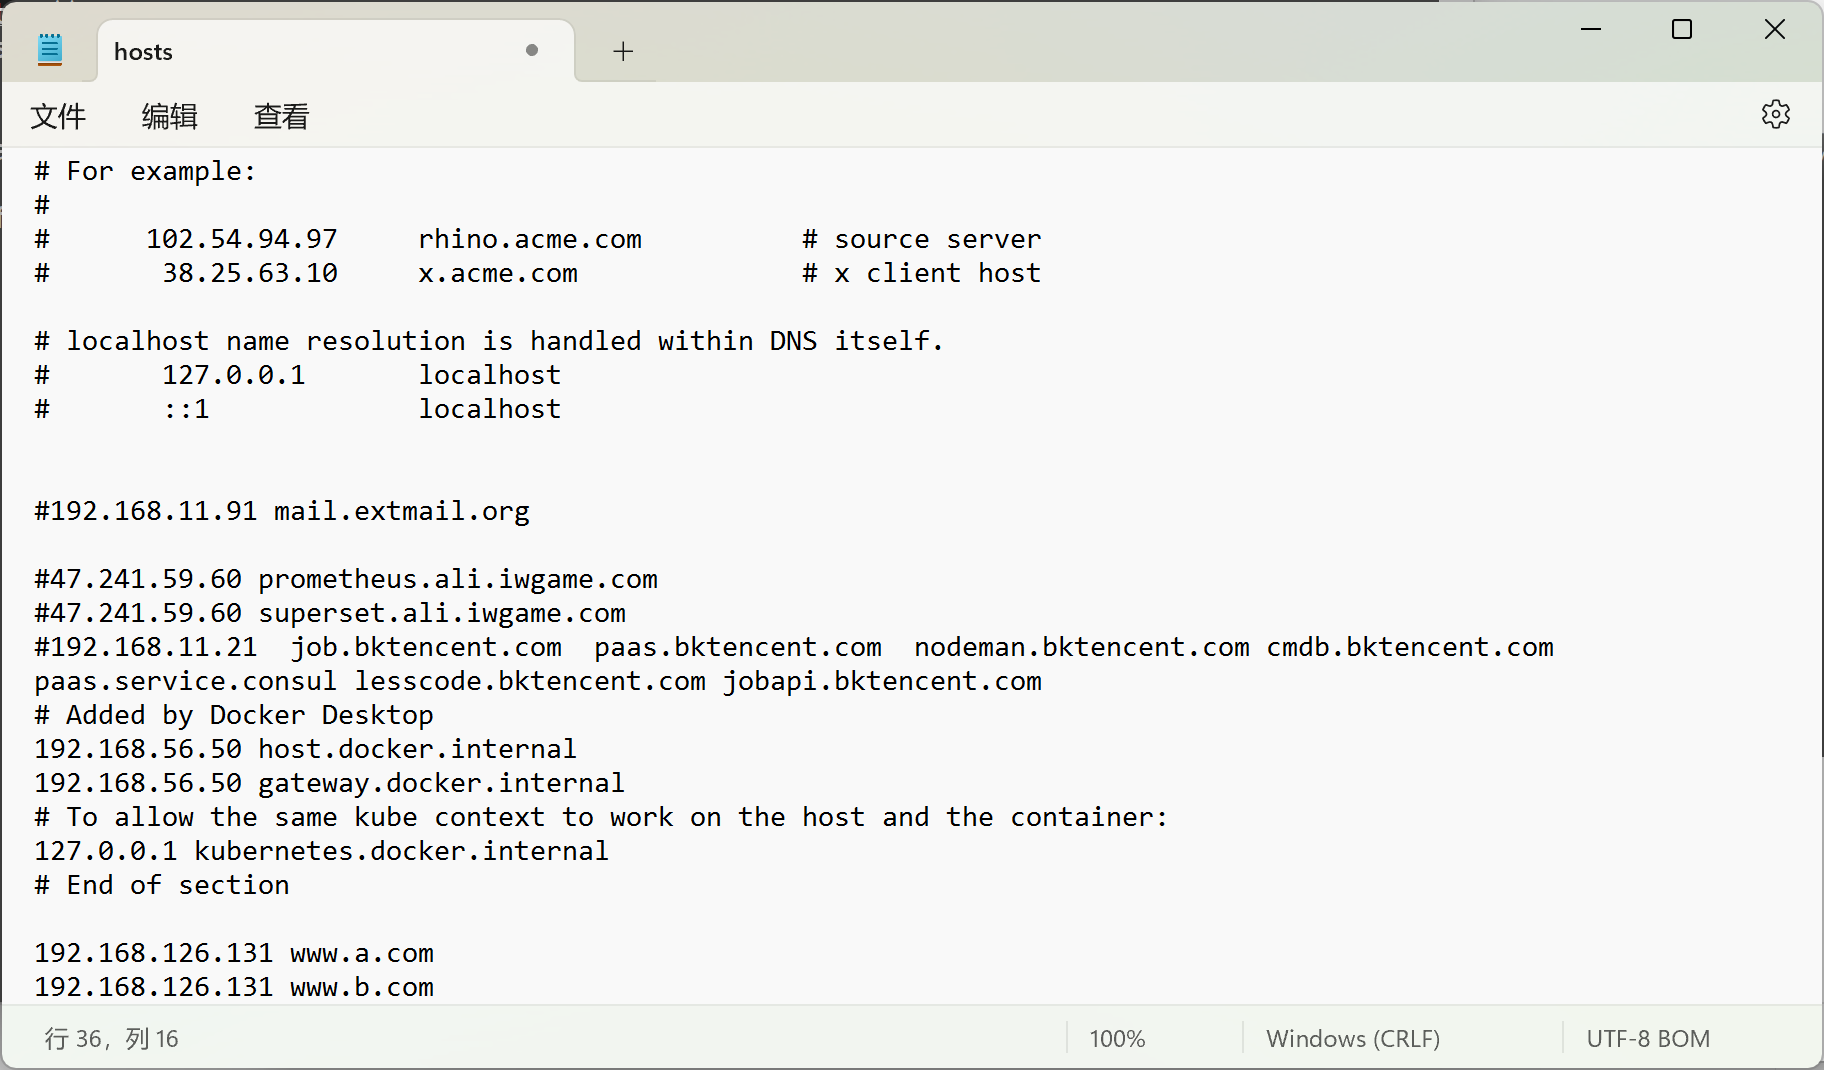 hosts
文件 编辑 查看
# For example:
#
#      102.54.94.97     rhino.acme.com          # source server
#       38.25.63.10     x.acme.com              # x client host
# localhost name resolution is handled within DNS itself.
#       127.0.0.1       localhost
#       ::1             localhost
#192.168.11.91 mail.extmail.org
#47.241.59.60 prometheus.ali.iwgame.com
#47.241.59.60 superset.ali.iwgame.com
#192.168.11.21  job.bktencent.com  paas.bktencent.com  nodeman.bktencent.com cmdb.bktencent.com
paas.service.consul lesscode.bktencent.com jobapi.bktencent.com
# Added by Docker Desktop
192.168.56.50 host.docker.internal
192.168.56.50 gateway.docker.internal
# To allow the same kube context to work on the host and the container:
127.0.0.1 kubernetes.docker.internal
# End of section
192.168.126.131 www.a.com
192.168.126.131 www.b.com
行 36，列 16 100% Windows (CRLF) UTF-8 BOM